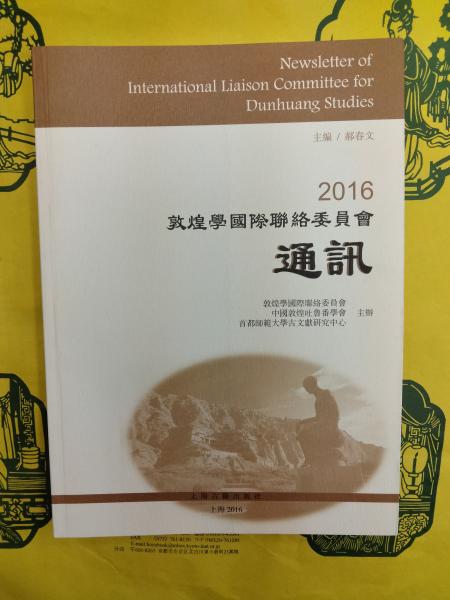 Newsletter of
International Liaison Committee for
Dunhuang Studies
主編 / 郝春文
2016
敦煌學國際聯絡委員會
通訊
敦煌學國際聯絡委員會
中國敦煌吐魯番學會 主辦
首都師範大學古文獻研究中心
上海古籍出版社
上海 2016